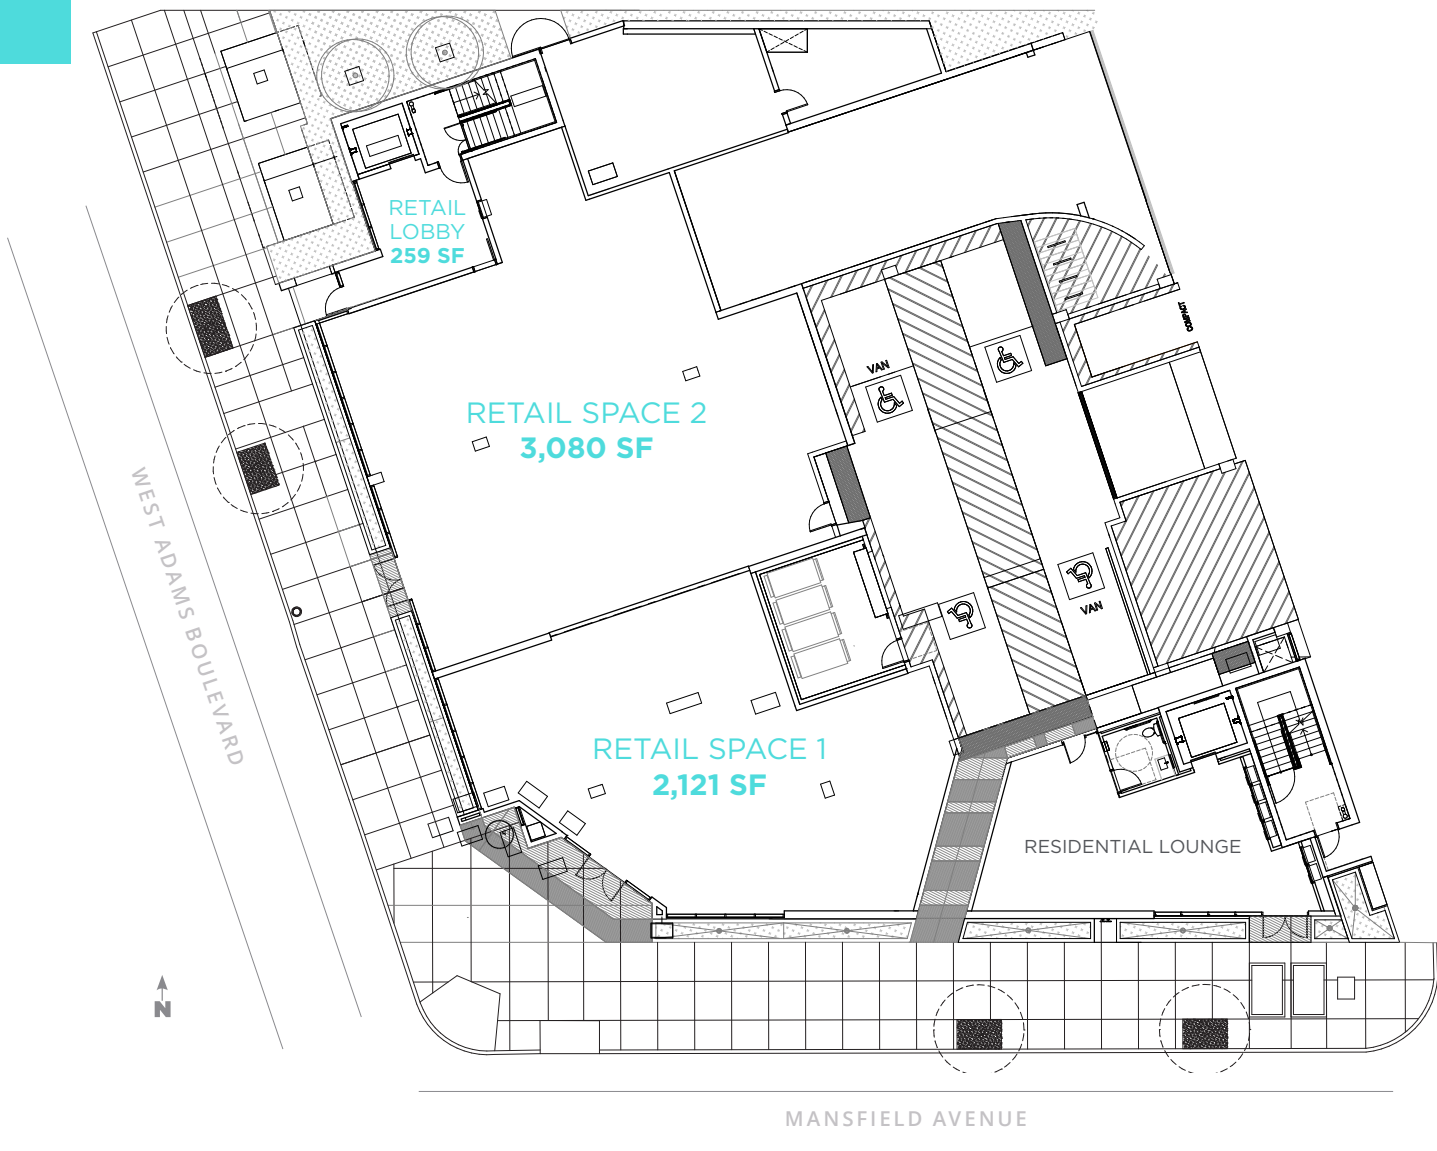 RETAIL
LOBBY
259 SF
COMPACT
VAN
RETAIL SPACE 2
3,080 SF
WEST ADAMS BOULEVARD
VAN
RETAIL SPACE 1
2,121 SF
RESIDENTIAL LOUNGE
N
MANSFIELD AVENUE